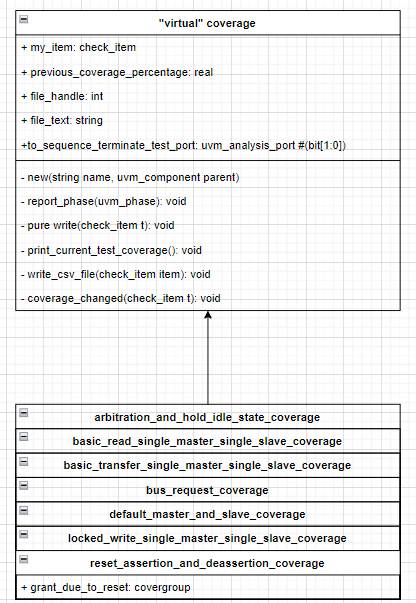 "virtual" coverage
+ my_item: check_item
+ previous_coverage_percentage: real
+ file_handle: int
+ file_text: string
+to_sequence_terminate_test_port: uvm_analysis_port #(bit[1:0])
- new(string name, uvm_component parent)
- report_phase(uvm_phase): void
- pure write(check_item t): void
- print_current_test_coverage(): void
- write_csv_file(check_item item): void
- coverage_changed(check_item t): void
arbitration_and_hold_idle_state_coverage
basic_read_single_master_single_slave_coverage
basic_transfer_single_master_single_slave_coverage
bus_request_coverage
default_master_and_slave_coverage
locked_write_single_master_single_slave_coverage
reset_assertion_and_deassertion_coverage
+ grant_due_to_reset: covergroup